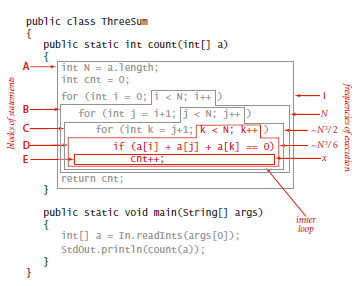 public class ThreeSum
{
public static int count(int[] a)
{
A
int N = a.length;
int cnt = 0;
for (int i = 0; i < N; i++)
1
B
for (int j = i+1; j < N; j++)
N
C
for (int k = j+1; k < N; k++)
~N²/2
D
if (a[i] + a[j] + a[k] == 0)
~N³/6
E
cnt++;
x
return cnt;
}
blocks of statements
frequencies of execution
inner
loop
public static void main(String[] args)
{
int[] a = In.readInts(args[0]);
StdOut.println(count(a));
}
}